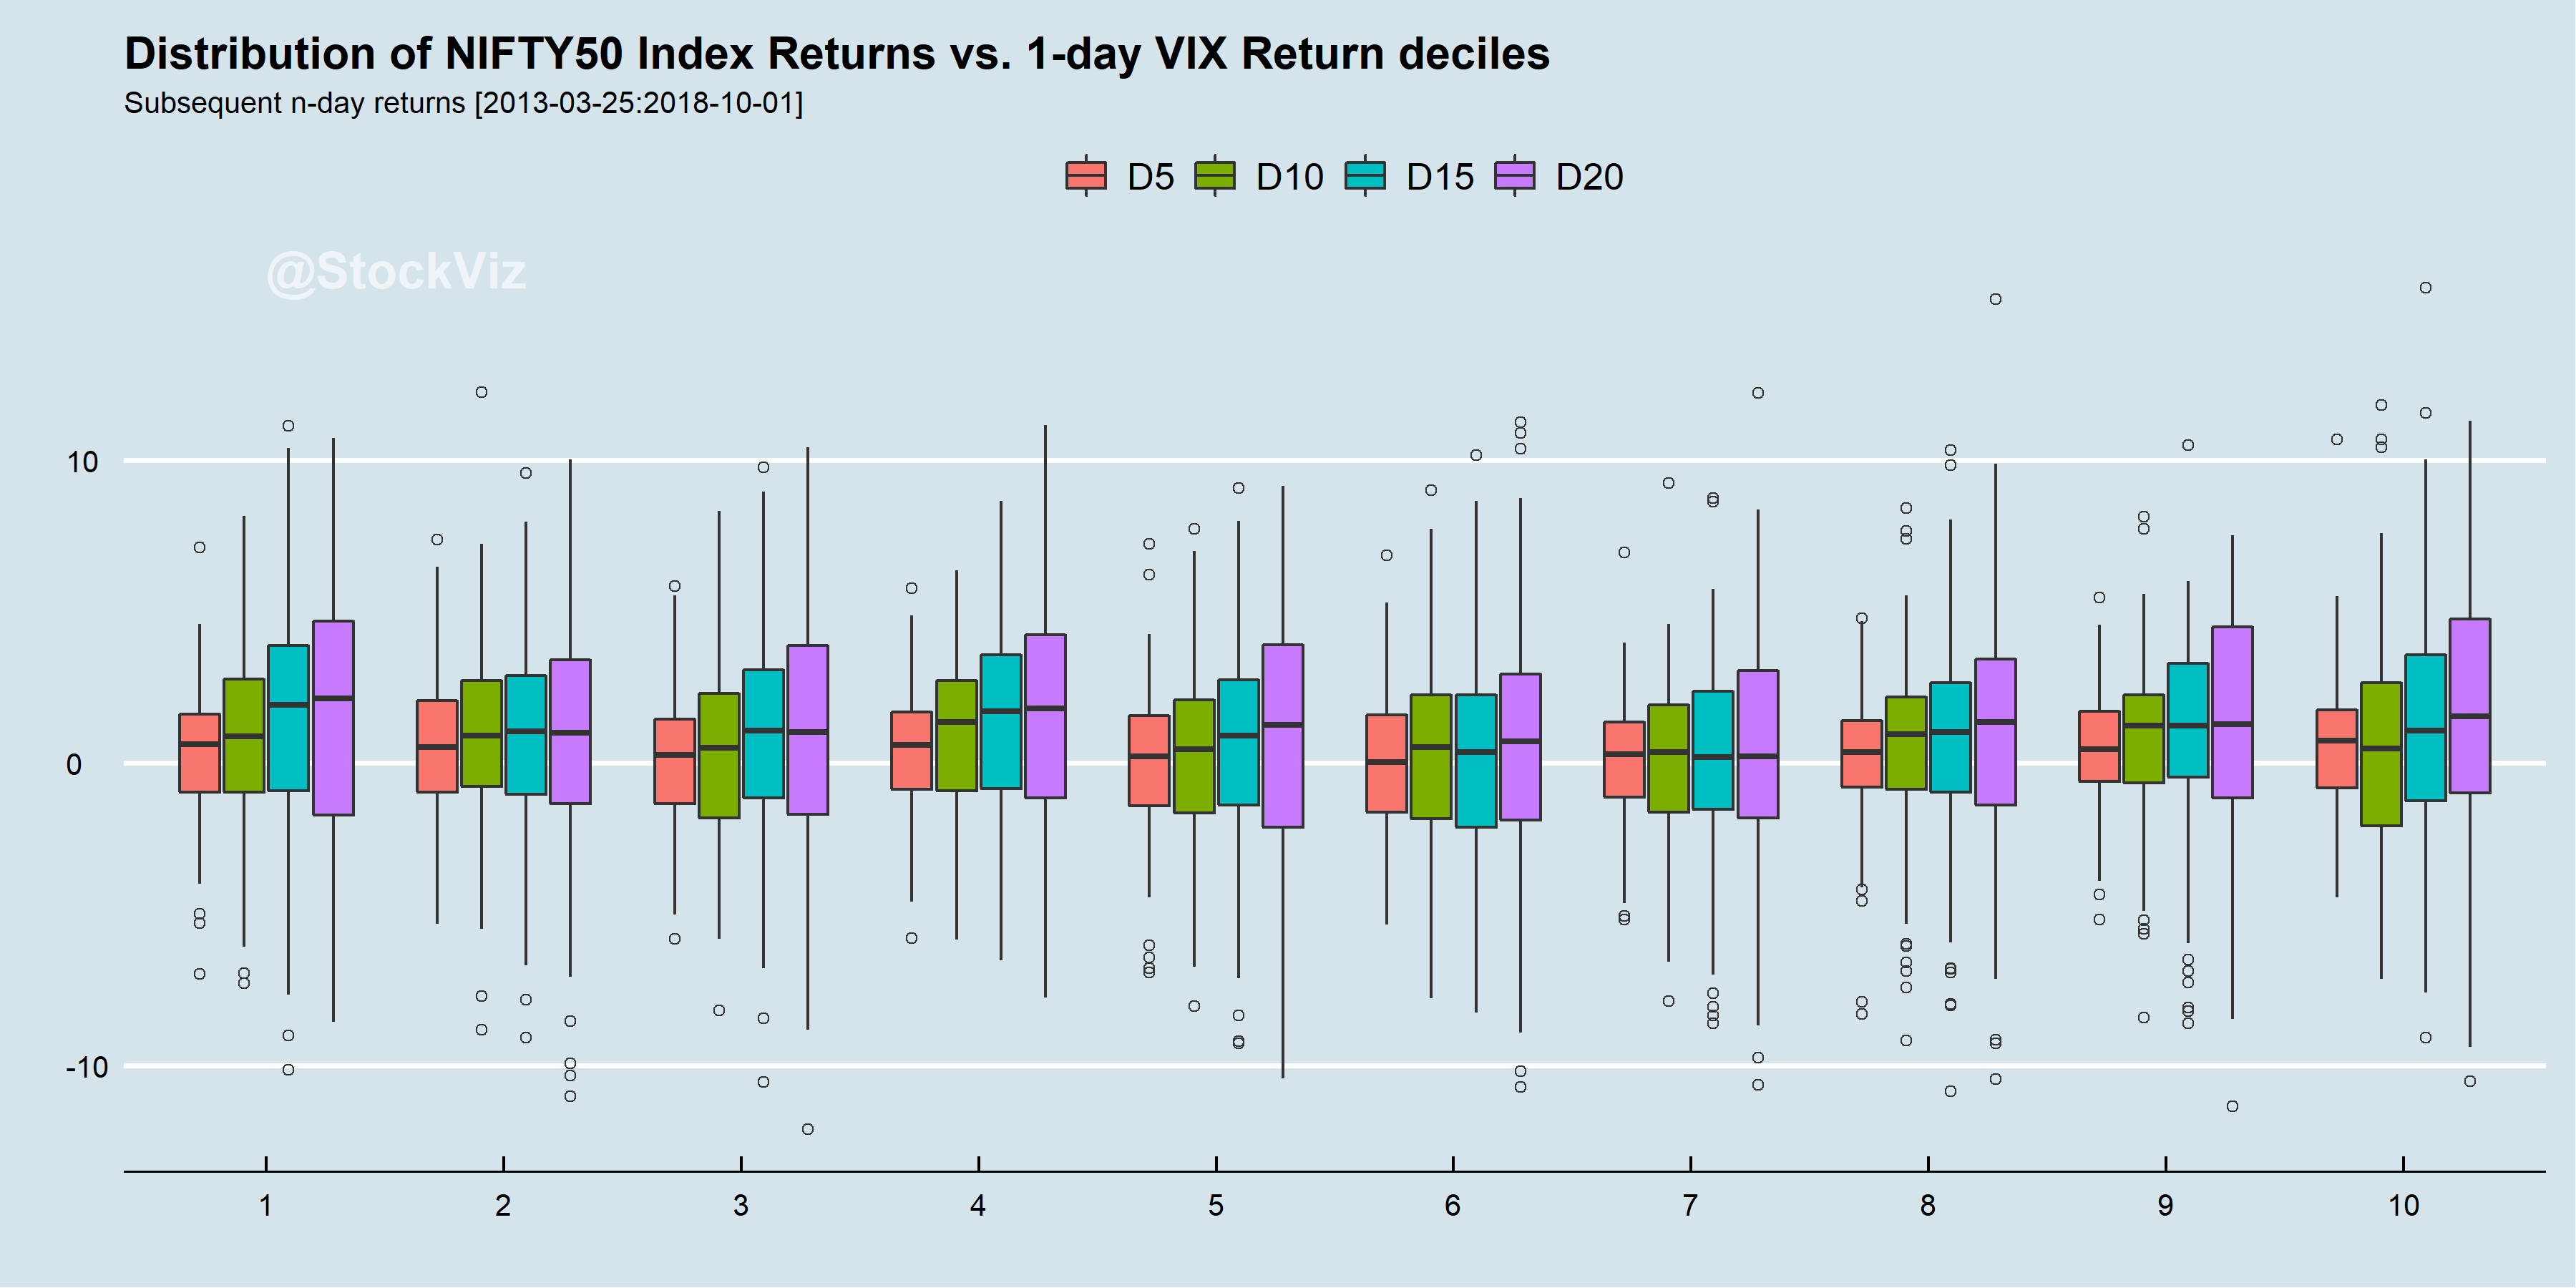 Distribution of NIFTY50 Index Returns vs. 1-day VIX Return deciles
Subsequent n-day returns [2013-03-25:2018-10-01]
D5 D10 D15 D20
@StockViz
10
0
-10
1 2 3 4 5 6 7 8 9 10